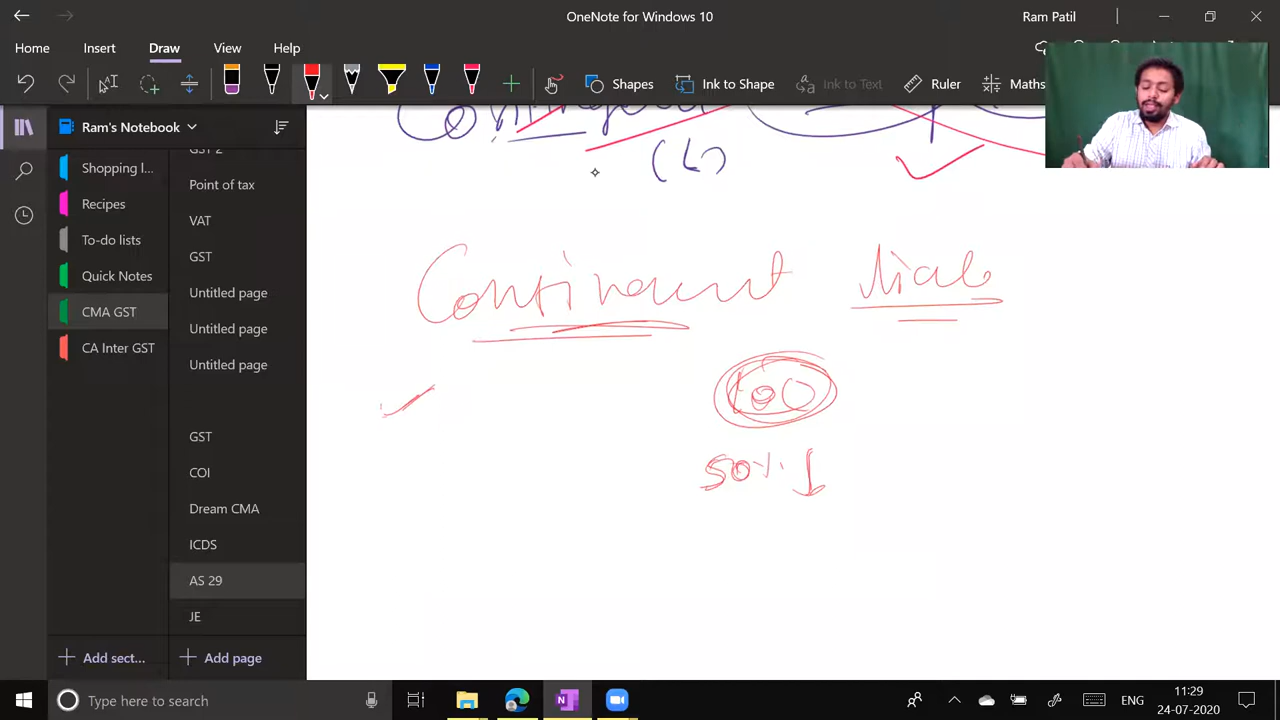 OneNote for Windows 10
Ram Patil
Home Insert Draw View Help
Shapes Ink to Shape Ink to Text Ruler Maths
Ram's Notebook
Shopping l...
Recipes
To-do lists
Quick Notes
CMA GST
CA Inter GST
Add sect...
GST 2
Point of tax
VAT
GST
Untitled page
Untitled page
Untitled page
GST
COI
Dream CMA
ICDS
AS 29
JE
Add page
(L)
50% ↓
Type here to search
ENG
11:29
24-07-2020